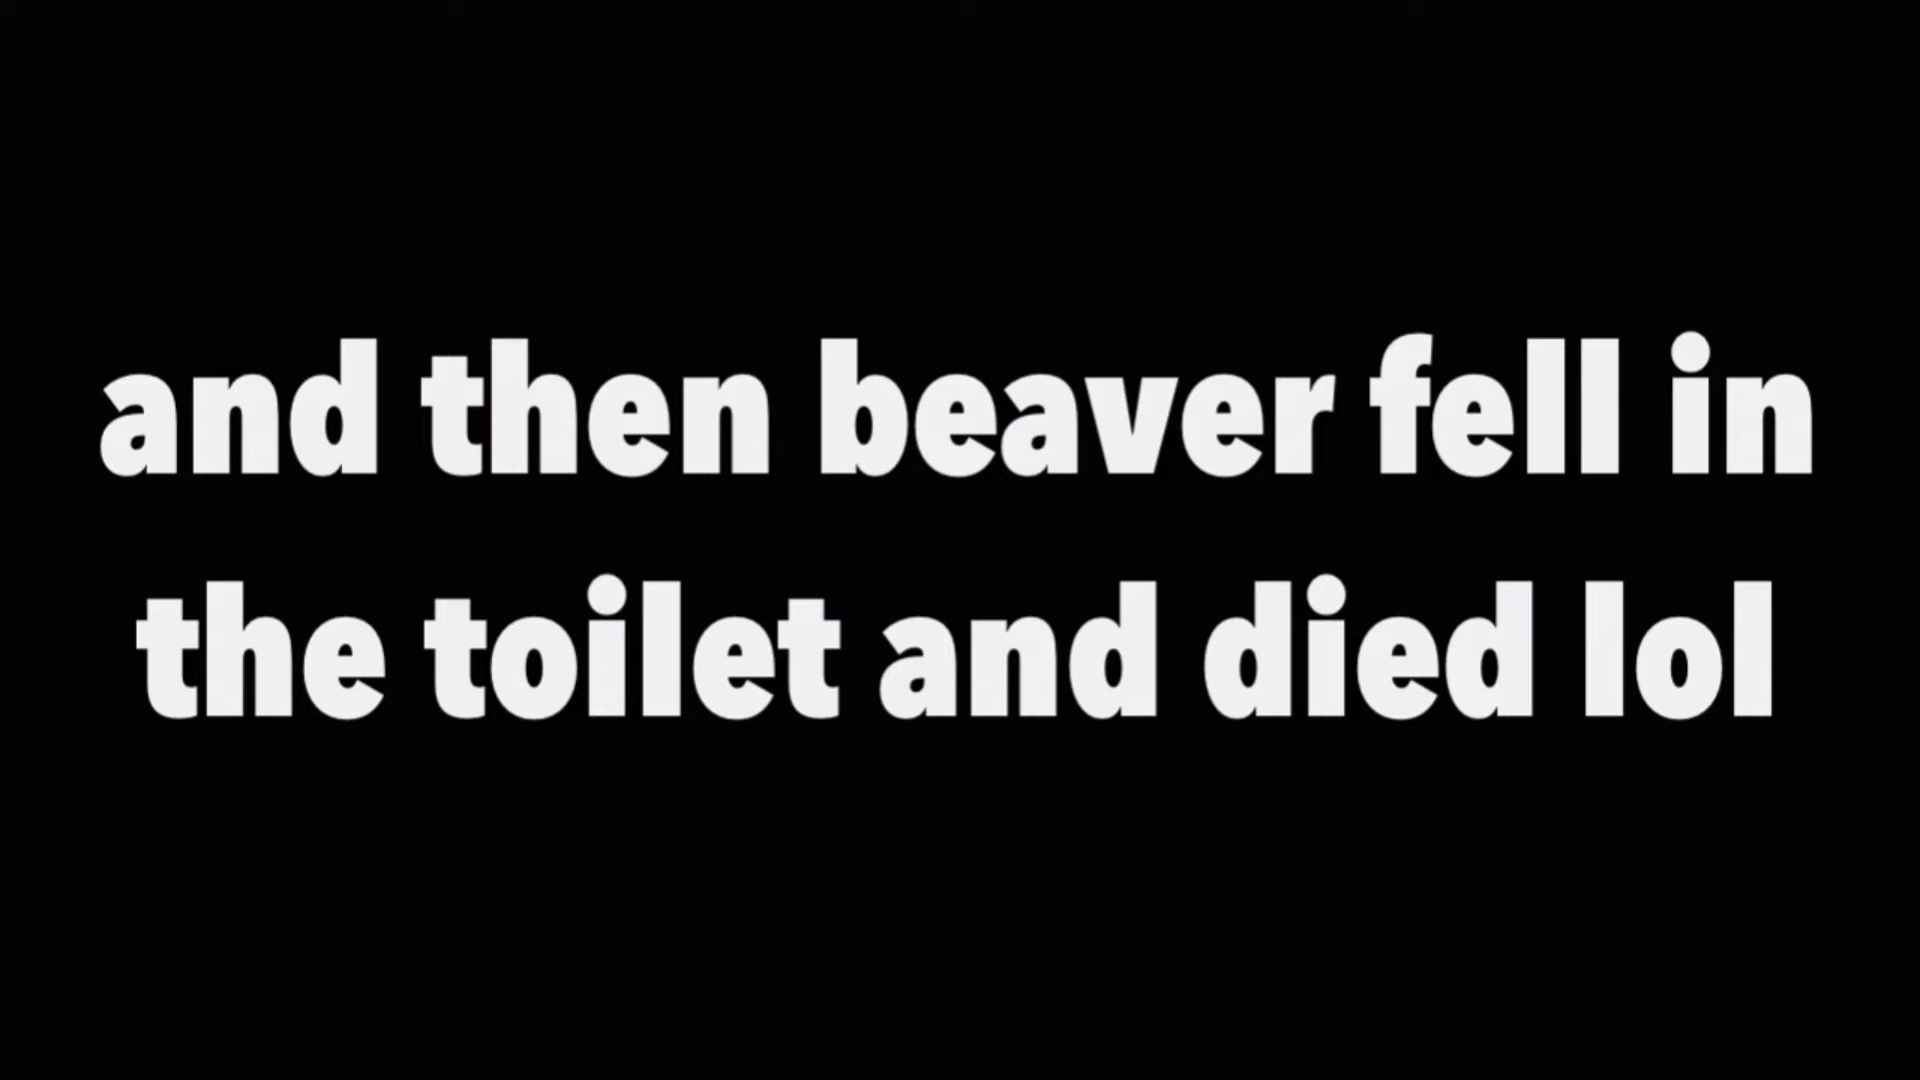 and then beaver fell in
the toilet and died lol